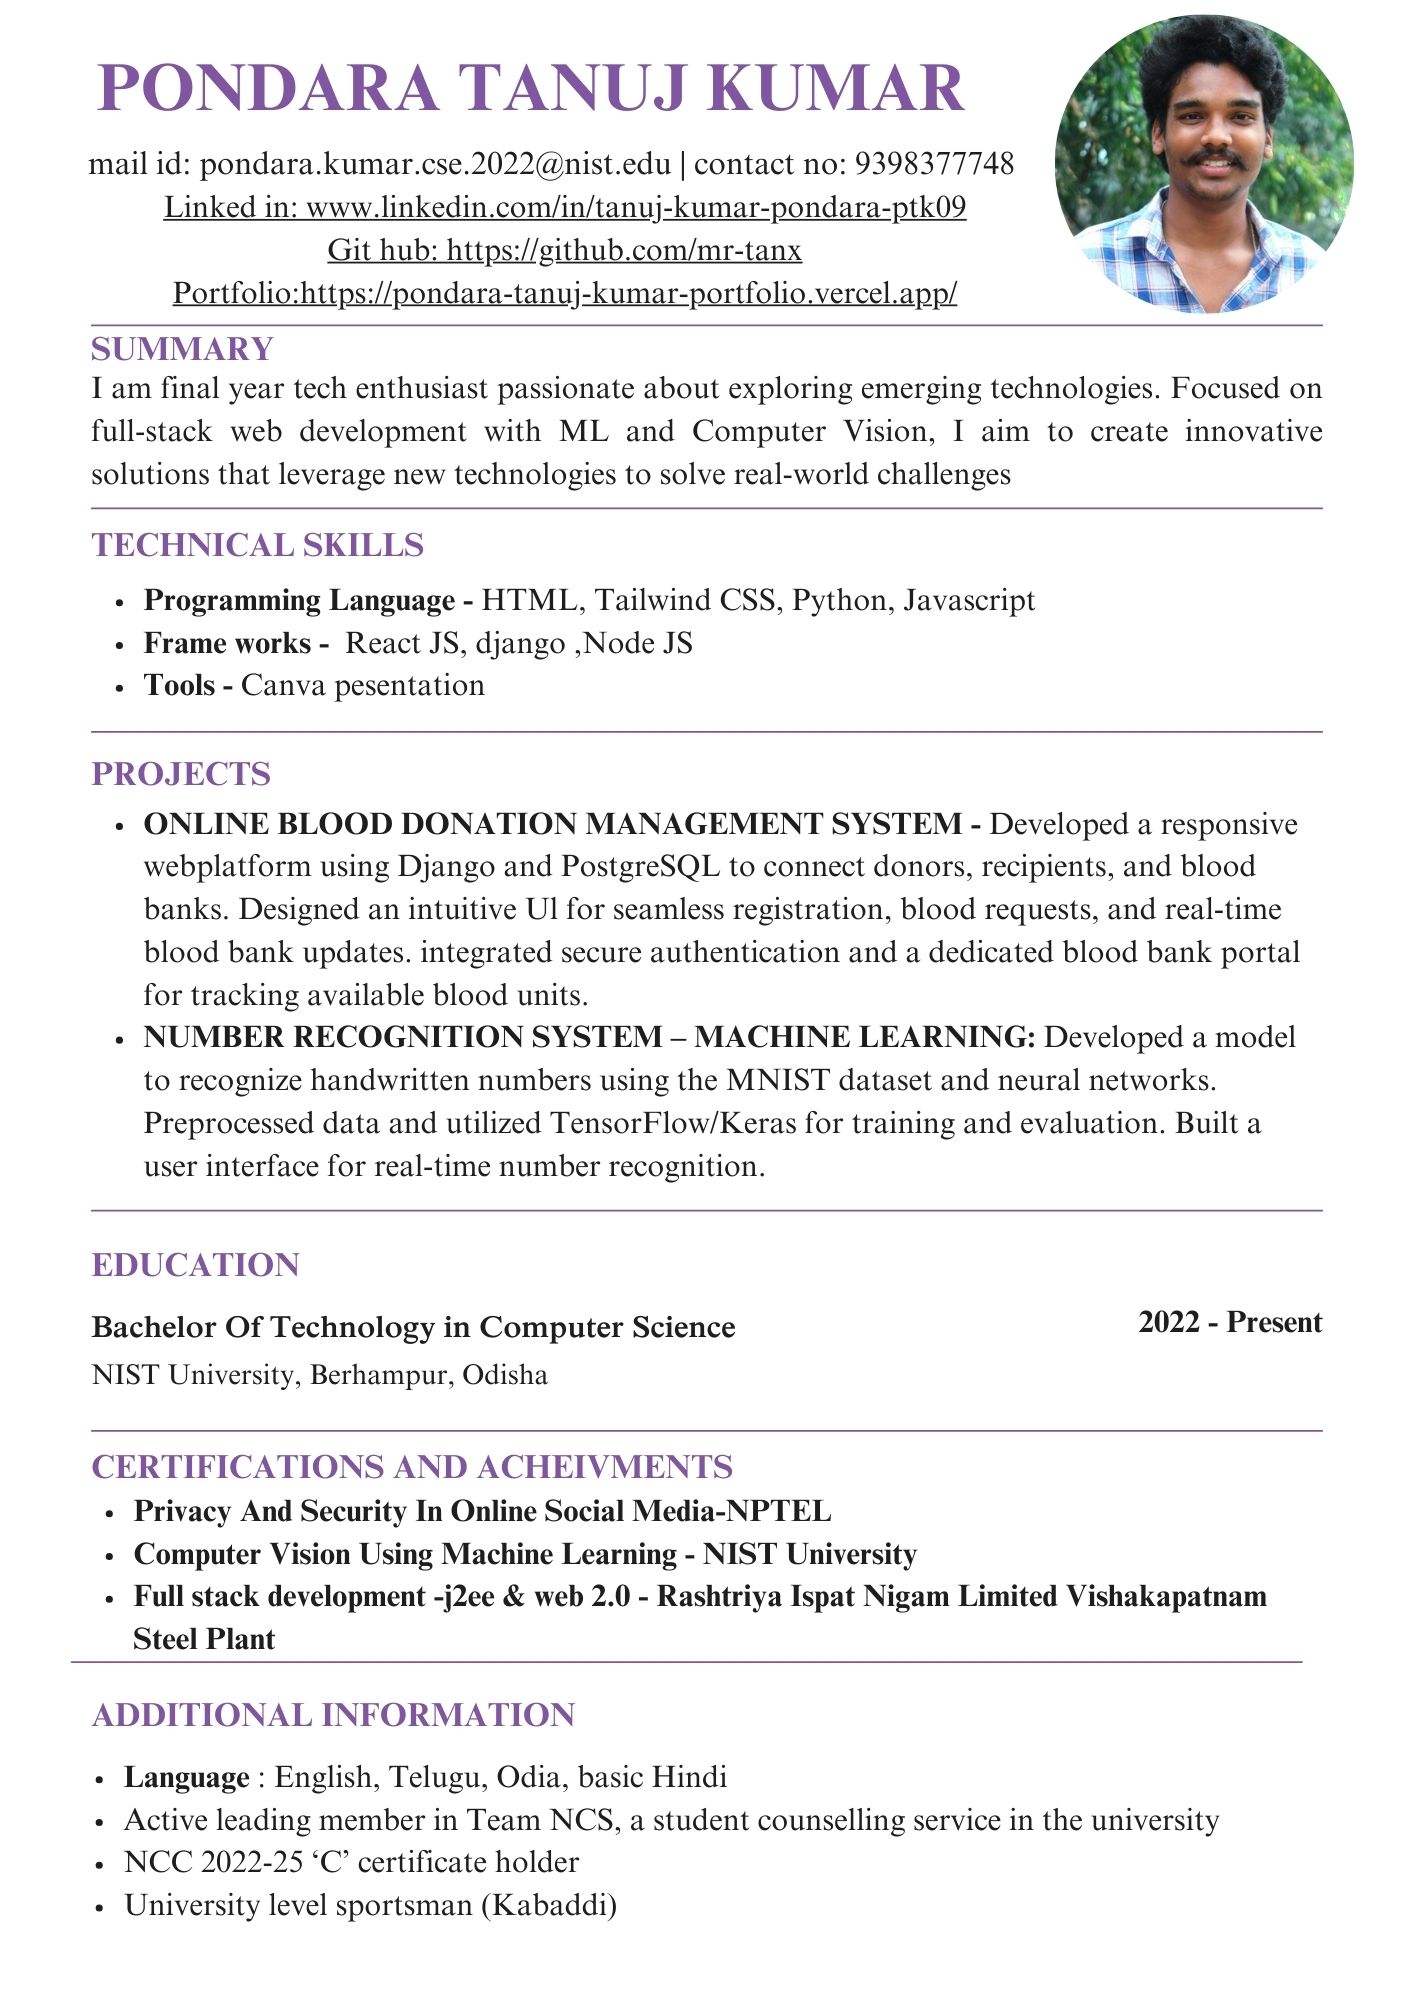 PONDARA TANUJ KUMAR
mail id: pondara.kumar.cse.2022@nist.edu | contact no: 9398377748
Linked in: www.linkedin.com/in/tanuj-kumar-pondara-ptk09
Git hub: https://github.com/mr-tanx
Portfolio:https://pondara-tanuj-kumar-portfolio.vercel.app/
SUMMARY
I am final year tech enthusiast passionate about exploring emerging technologies. Focused on
full-stack web development with ML and Computer Vision, I aim to create innovative
solutions that leverage new technologies to solve real-world challenges
TECHNICAL SKILLS
• Programming Language - HTML, Tailwind CSS, Python, Javascript
• Frame works - React JS, django ,Node JS
• Tools - Canva pesentation
PROJECTS
• ONLINE BLOOD DONATION MANAGEMENT SYSTEM - Developed a responsive
webplatform using Django and PostgreSQL to connect donors, recipients, and blood
banks. Designed an intuitive Ul for seamless registration, blood requests, and real-time
blood bank updates. integrated secure authentication and a dedicated blood bank portal
for tracking available blood units.
• NUMBER RECOGNITION SYSTEM – MACHINE LEARNING: Developed a model
to recognize handwritten numbers using the MNIST dataset and neural networks.
Preprocessed data and utilized TensorFlow/Keras for training and evaluation. Built a
user interface for real-time number recognition.
EDUCATION
Bachelor Of Technology in Computer Science 2022 - Present
NIST University, Berhampur, Odisha
CERTIFICATIONS AND ACHEIVMENTS
• Privacy And Security In Online Social Media-NPTEL
• Computer Vision Using Machine Learning - NIST University
• Full stack development -j2ee & web 2.0 - Rashtriya Ispat Nigam Limited Vishakapatnam
Steel Plant
ADDITIONAL INFORMATION
• Language : English, Telugu, Odia, basic Hindi
• Active leading member in Team NCS, a student counselling service in the university
• NCC 2022-25 ‘C’ certificate holder
• University level sportsman (Kabaddi)